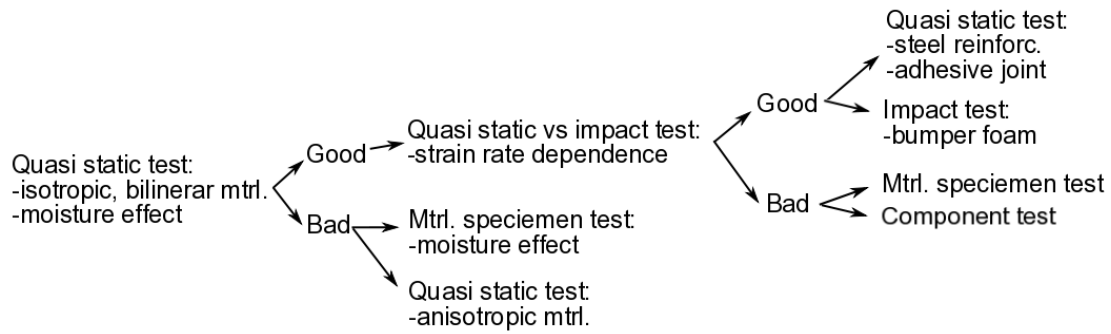 Quasi static test:
-isotropic, bilinerar mtrl.
-moisture effect
Good
Bad
Quasi static vs impact test:
-strain rate dependence
Mtrl. speciemen test:
-moisture effect
Quasi static test:
-anisotropic mtrl.
Good
Bad
Quasi static test:
-steel reinforc.
-adhesive joint
Impact test:
-bumper foam
Mtrl. speciemen test
Component test